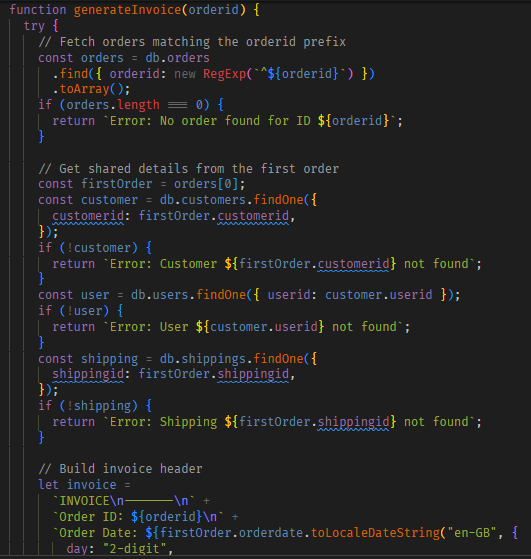 function generateInvoice(orderid) {
try {
// Fetch orders matching the orderid prefix
const orders = db.orders
.find({ orderid: new RegExp(`^${orderid}`) })
.toArray();
if (orders.length === 0) {
return `Error: No order found for ID ${orderid}`;
}
// Get shared details from the first order
const firstOrder = orders[0];
const customer = db.customers.findOne({
customerid: firstOrder.customerid,
});
if (!customer) {
return `Error: Customer ${firstOrder.customerid} not found`;
}
const user = db.users.findOne({ userid: customer.userid });
if (!user) {
return `Error: User ${customer.userid} not found`;
}
const shipping = db.shippings.findOne({
shippingid: firstOrder.shippingid,
});
if (!shipping) {
return `Error: Shipping ${firstOrder.shippingid} not found`;
}
// Build invoice header
let invoice =
`INVOICE\n-------\n` +
`Order ID: ${orderid}\n` +
`Order Date: ${firstOrder.orderdate.toLocaleDateString("en-GB", {
day: "2-digit",